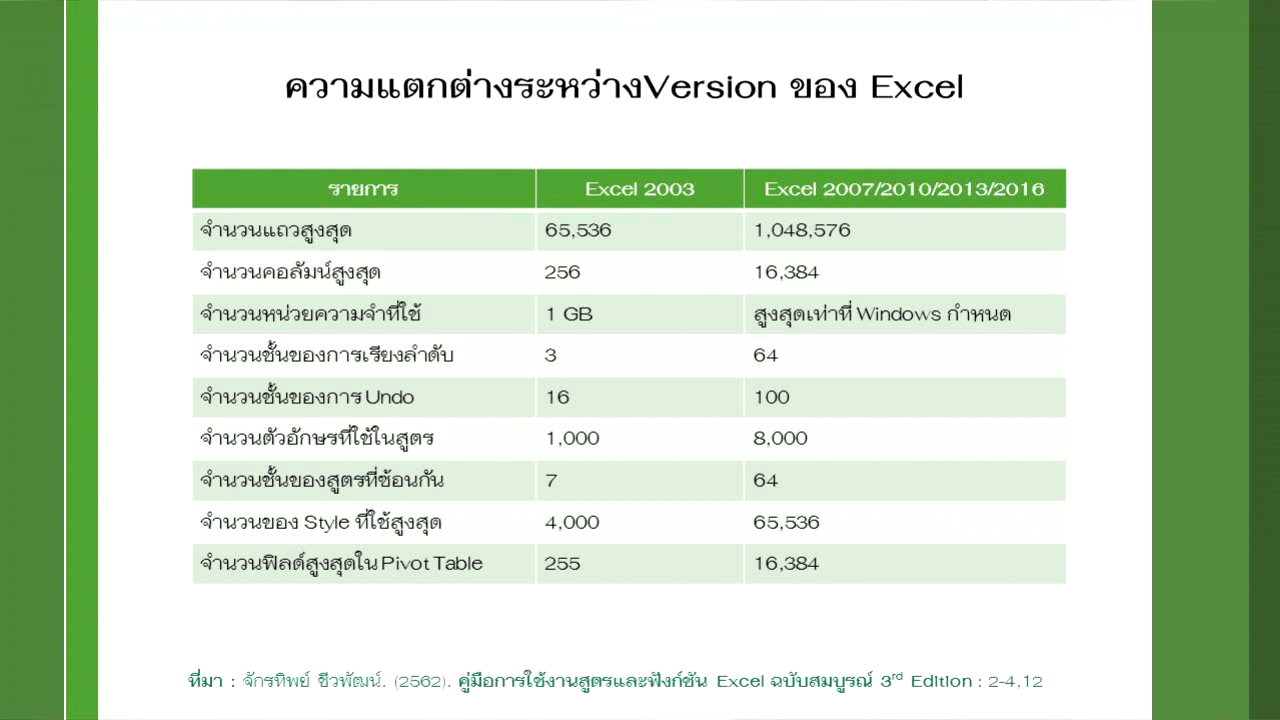 ความแตกต่างระหว่างVersion ของ Excel
รายการ Excel 2003 Excel 2007/2010/2013/2016
จำนวนแถวสูงสุด 65,536 1,048,576
จำนวนคอลัมน์สูงสุด 256 16,384
จำนวนหน่วยความจำที่ใช้ 1 GB สูงสุดเท่าที่ Windows กำหนด
จำนวนชั้นของการเรียงลำดับ 3 64
จำนวนชั้นของการ Undo 16 100
จำนวนตัวอักษรที่ใช้ในสูตร 1,000 8,000
จำนวนชั้นของสูตรที่ซ้อนกัน 7 64
จำนวนของ Style ที่ใช้สูงสุด 4,000 65,536
จำนวนฟิลด์สูงสุดใน Pivot Table 255 16,384
ที่มา : จักรทิพย์ ชีวพัฒน์. (2562). คู่มือการใช้งานสูตรและฟังก์ชัน Excel ฉบับสมบูรณ์ 3rd Edition : 2-4,12